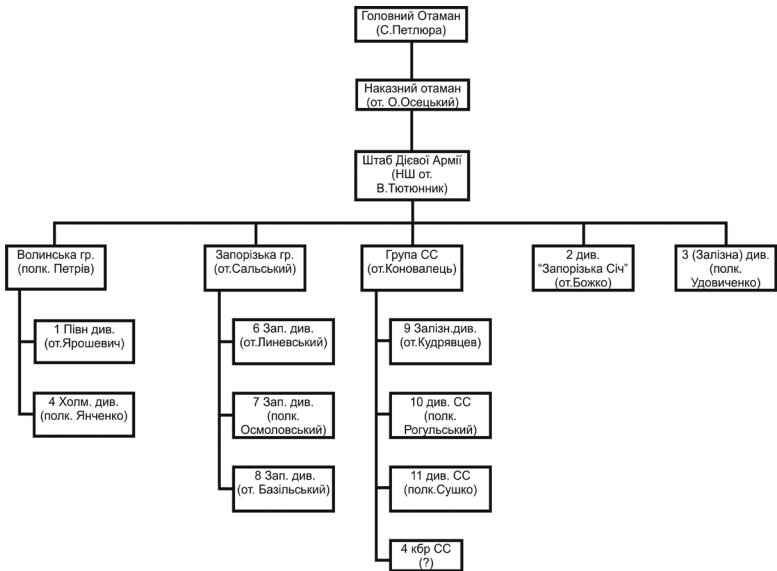 Головний Отаман
(С.Петлюра)
Наказний отаман
(от. О.Осецький)
Штаб Дієвої Армії
(НШ от.
В.Тютюнник)
Волинська гр.
(полк. Петрів)
Запорізька гр.
(от.Сальський)
Група СС
(от.Коновалець)
2 див.
“Запорізька Січ”
(от.Божко)
3 (Залізна) див.
(полк.
Удовиченко)
1 Півн див.
(от.Ярошевич)
4 Холм. див.
(полк. Янченко)
6 Зап. див.
(от.Линевський)
7 Зап. див.
(полк.
Осмоловський)
8 Зап. див.
(от. Базільський)
9 Залізн.див.
(от.Кудрявцев)
10 див. СС
(полк.
Рогульський)
11 див. СС
(полк.Сушко)
4 кбр СС
(?)